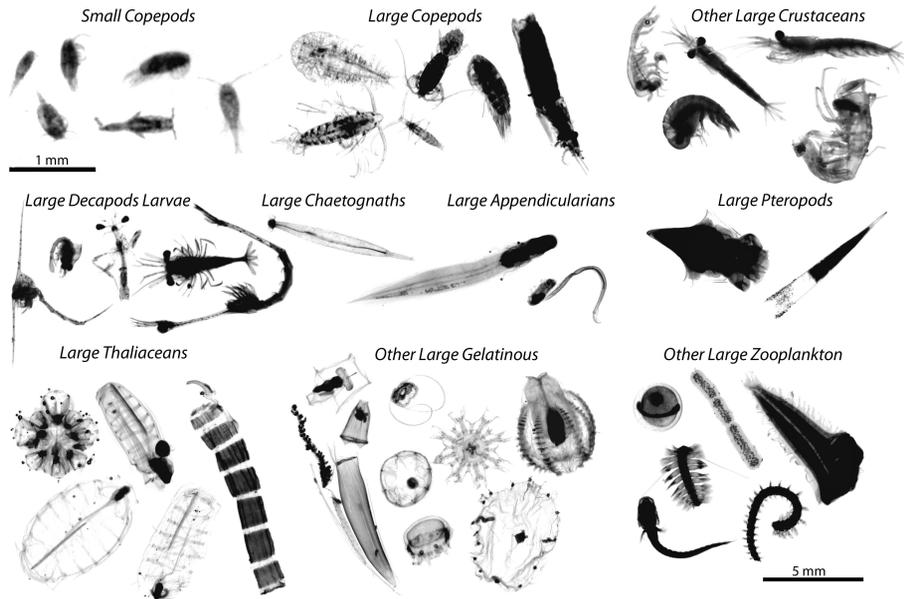 Small Copepods
Large Copepods
Other Large Crustaceans
1 mm
Large Decapods Larvae
Large Chaetognaths
Large Appendicularians
Large Pteropods
Large Thaliaceans
Other Large Gelatinous
Other Large Zooplankton
5 mm